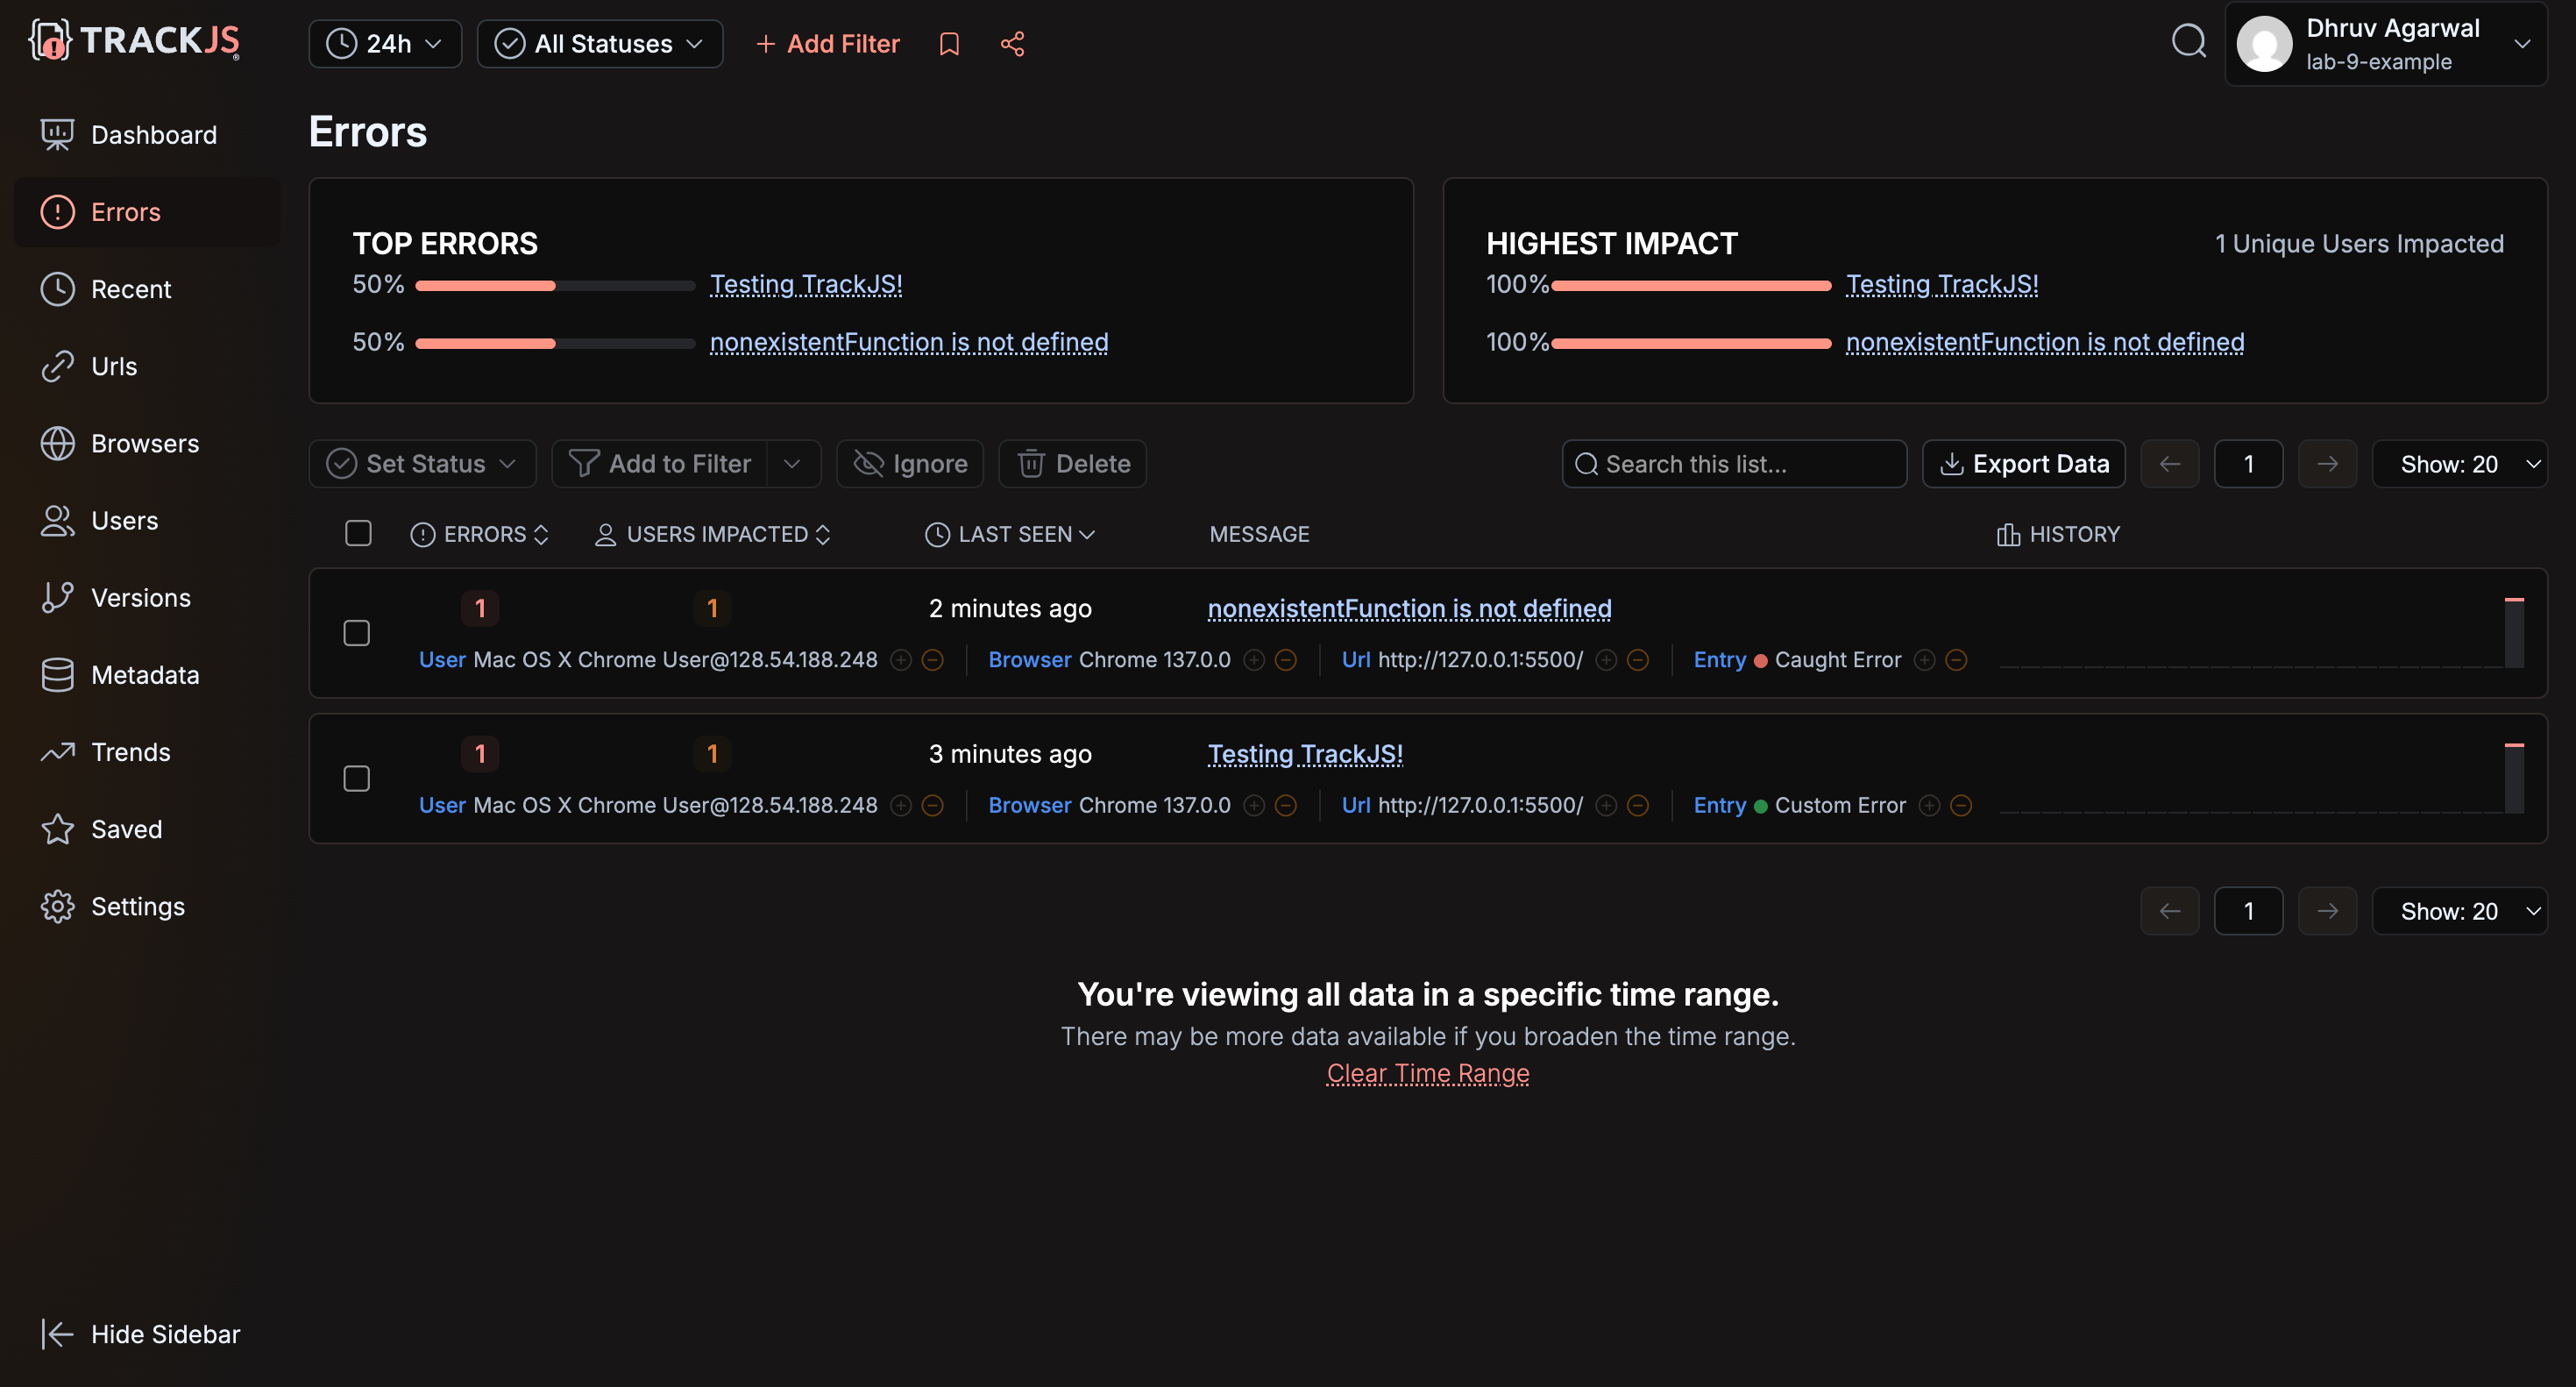 TRACKJS
24h
All Statuses
+ Add Filter
Dhruv Agarwal
lab-9-example
Dashboard
Errors
Recent
Urls
Browsers
Users
Versions
Metadata
Trends
Saved
Settings
Hide Sidebar
Errors
TOP ERRORS
50% Testing TrackJS!
50% nonexistentFunction is not defined
HIGHEST IMPACT
1 Unique Users Impacted
100% Testing TrackJS!
100% nonexistentFunction is not defined
Set Status
Add to Filter
Ignore
Delete
Search this list...
Export Data
1
Show: 20
ERRORS USERS IMPACTED LAST SEEN MESSAGE HISTORY
1 1 2 minutes ago nonexistentFunction is not defined
User Mac OS X Chrome User@128.54.188.248 Browser Chrome 137.0.0 Url http://127.0.0.1:5500/ Entry Caught Error
1 1 3 minutes ago Testing TrackJS!
User Mac OS X Chrome User@128.54.188.248 Browser Chrome 137.0.0 Url http://127.0.0.1:5500/ Entry Custom Error
1
Show: 20
You're viewing all data in a specific time range.
There may be more data available if you broaden the time range.
Clear Time Range